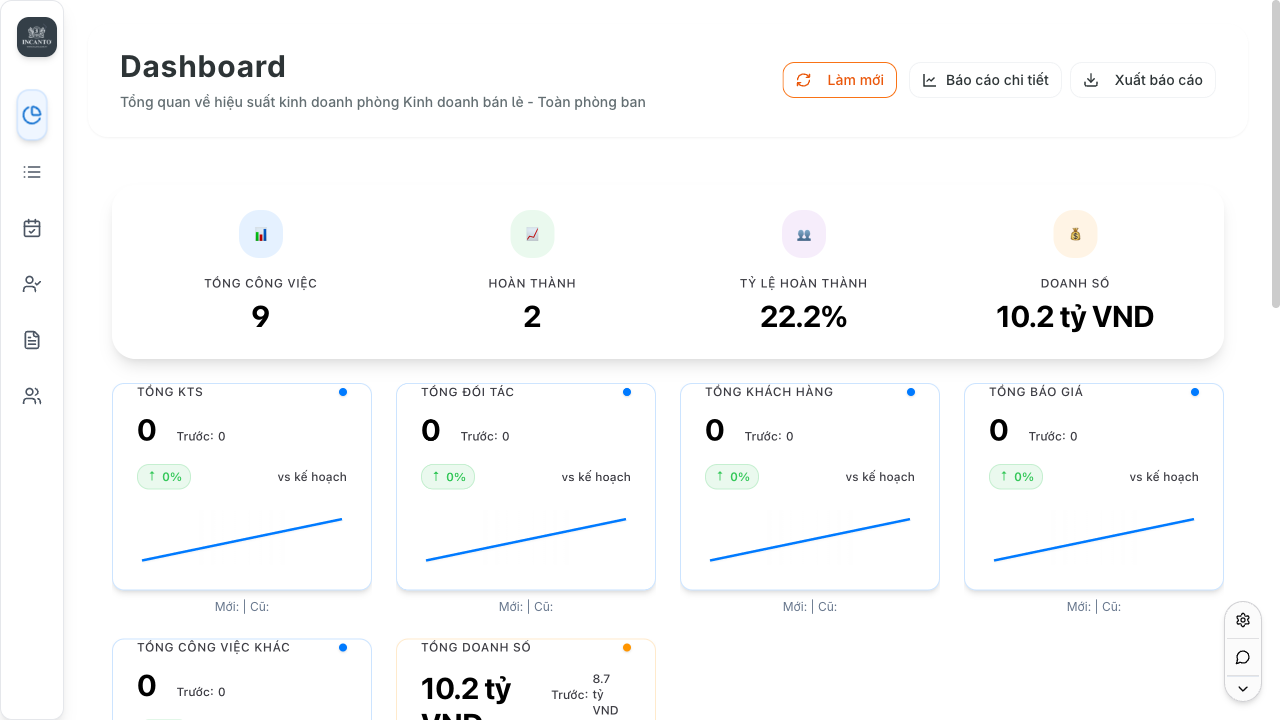 INCANTO
Dashboard
Tổng quan về hiệu suất kinh doanh phòng Kinh doanh bán lẻ - Toàn phòng ban
Làm mới
Báo cáo chi tiết
Xuất báo cáo
TỔNG CÔNG VIỆC
9
HOÀN THÀNH
2
TỶ LỆ HOÀN THÀNH
22.2%
DOANH SỐ
10.2 tỷ VND
TỔNG KTS
0 Trước: 0
↑ 0% vs kế hoạch
Mới: | Cũ:
TỔNG ĐỐI TÁC
0 Trước: 0
↑ 0% vs kế hoạch
Mới: | Cũ:
TỔNG KHÁCH HÀNG
0 Trước: 0
↑ 0% vs kế hoạch
Mới: | Cũ:
TỔNG BÁO GIÁ
0 Trước: 0
↑ 0% vs kế hoạch
Mới: | Cũ:
TỔNG CÔNG VIỆC KHÁC
0 Trước: 0
TỔNG DOANH SỐ
10.2 tỷ
VND
Trước: 8.7
tỷ
VND